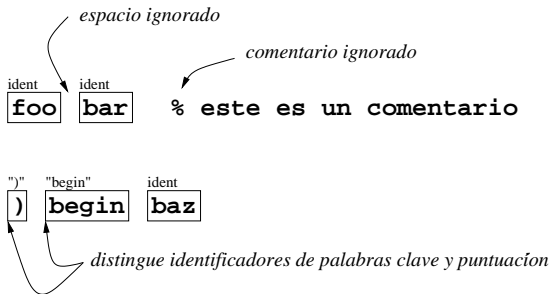 espacio ignorado
comentario ignorado
ident ident
foo bar % este es un comentario
")" "begin" ident
) begin baz
distingue identificadores de palabras clave y puntuacíon